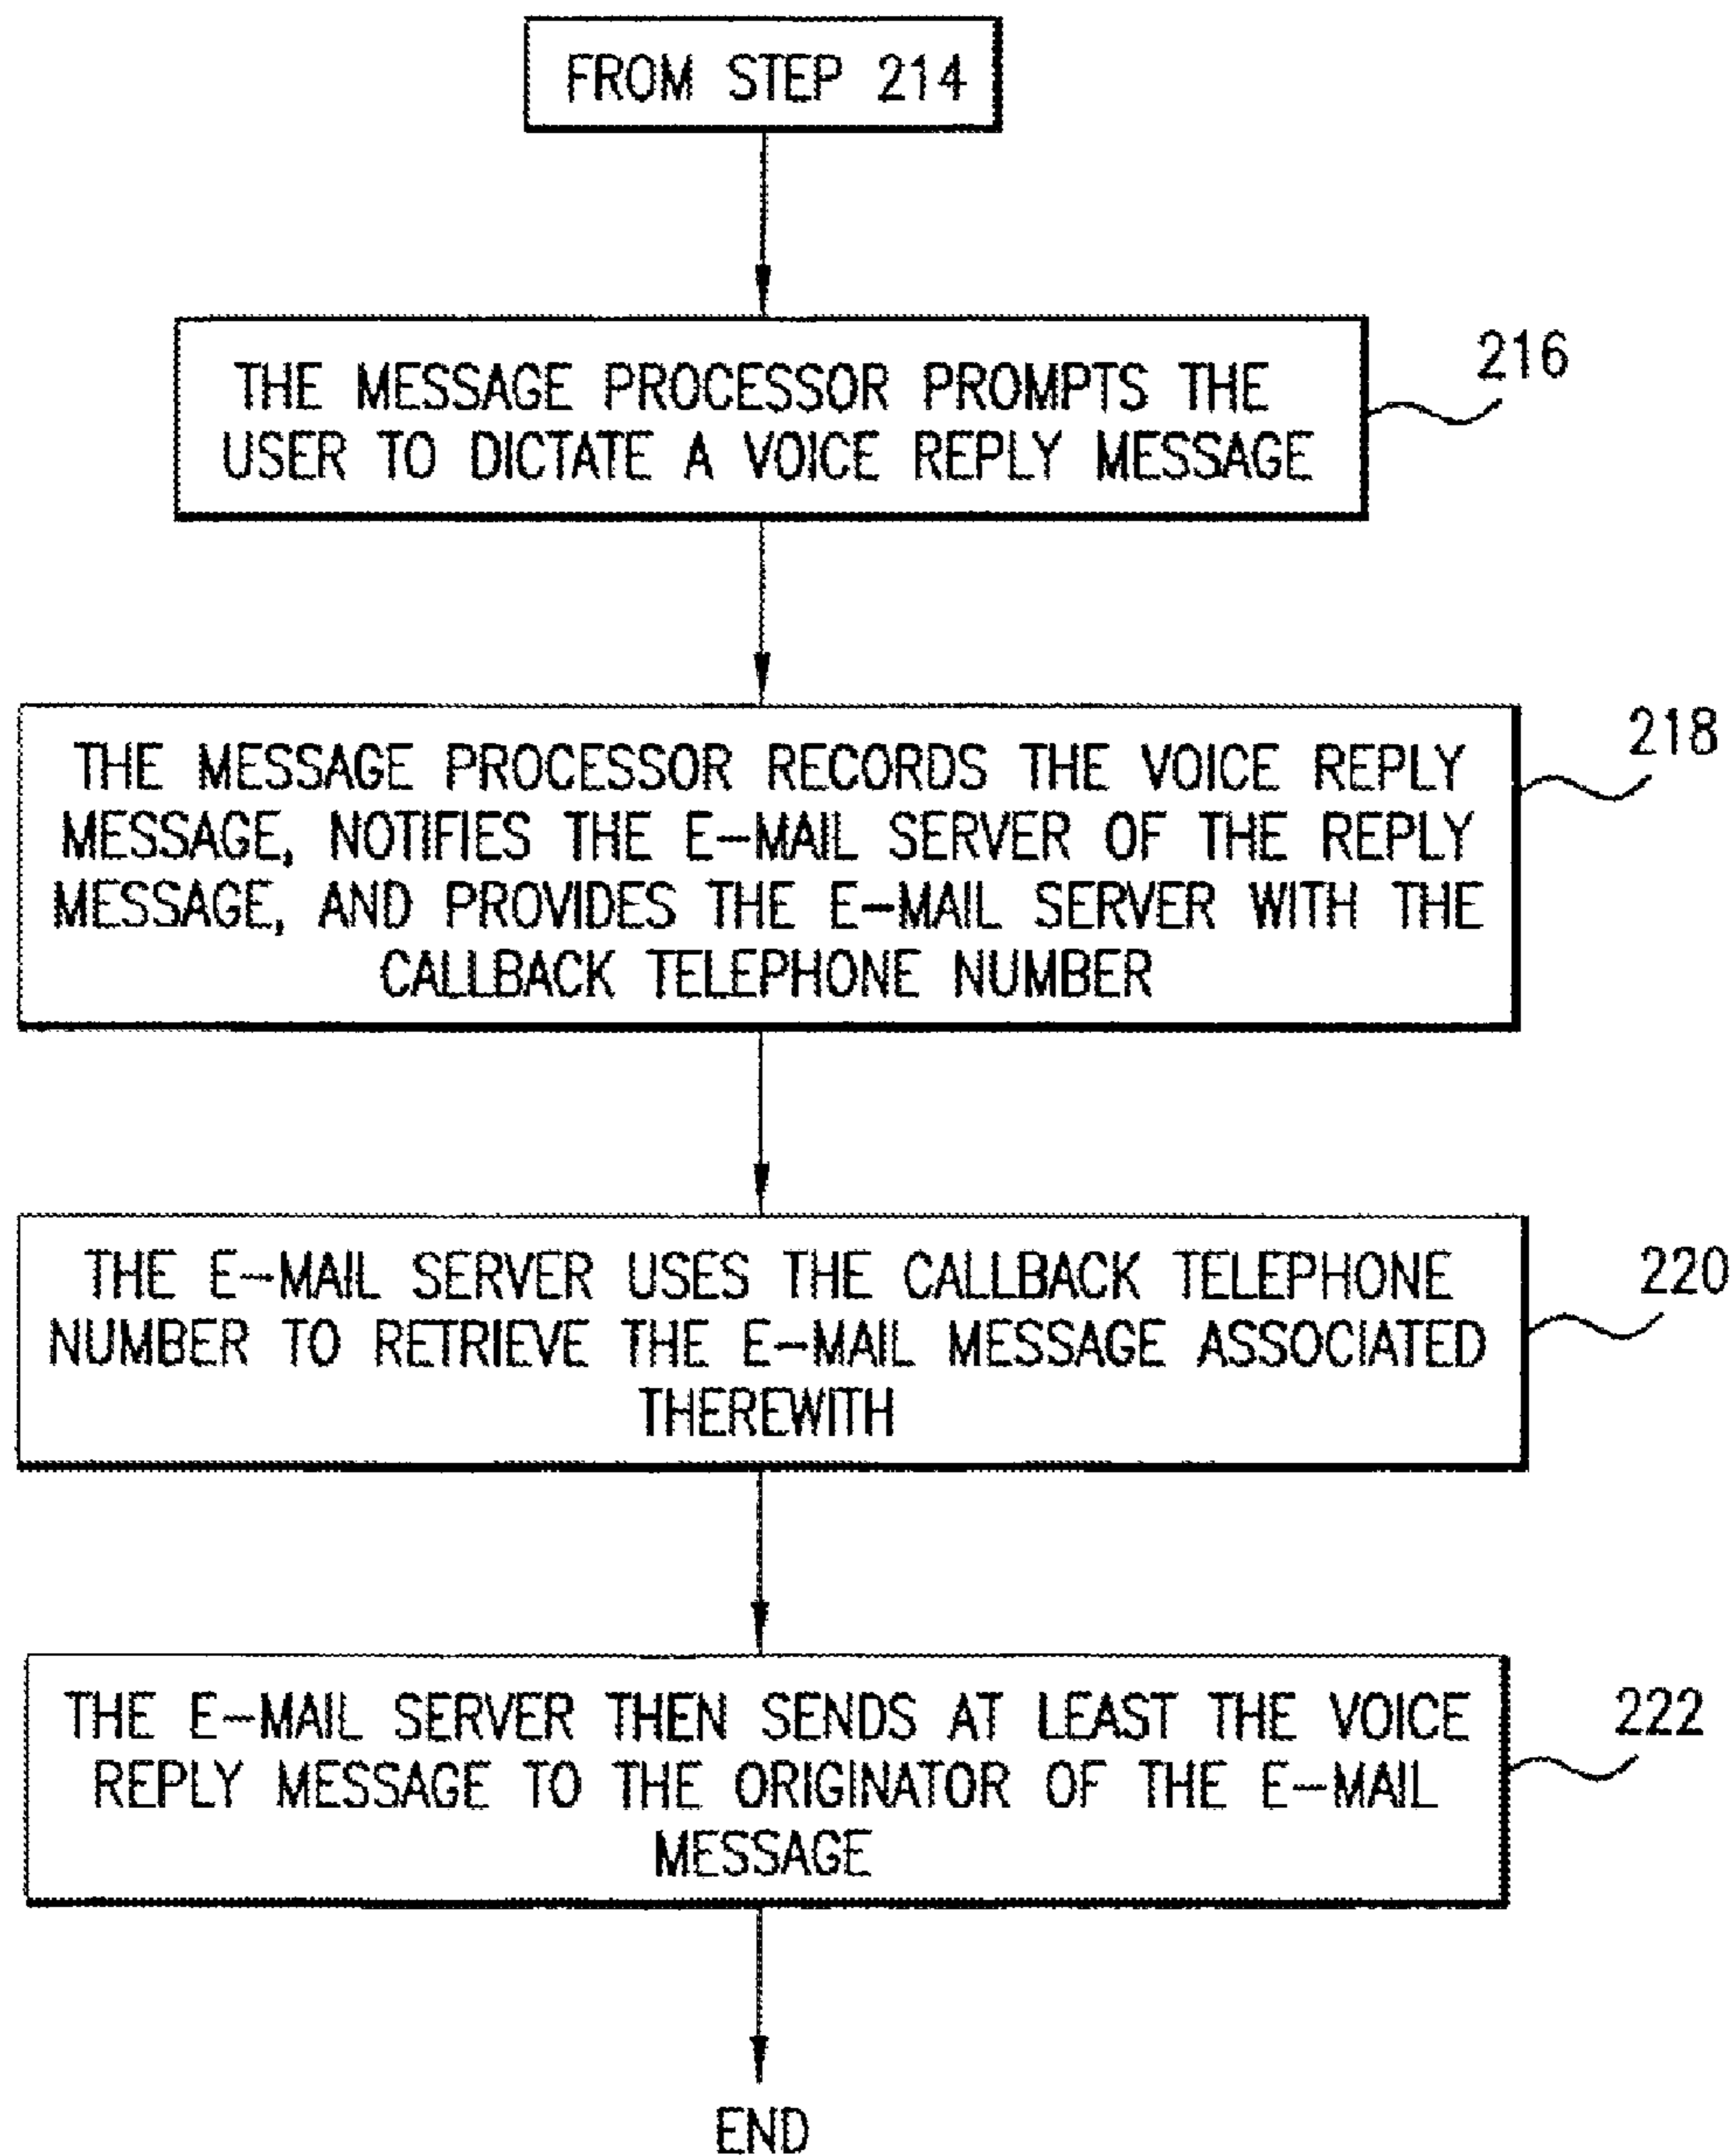 FROM STEP 214
THE MESSAGE PROCESSOR PROMPTS THE
USER TO DICTATE A VOICE REPLY MESSAGE
216
THE MESSAGE PROCESSOR RECORDS THE VOICE REPLY
MESSAGE, NOTIFIES THE E-MAIL SERVER OF THE REPLY
MESSAGE, AND PROVIDES THE E-MAIL SERVER WITH THE
CALLBACK TELEPHONE NUMBER
218
THE E-MAIL SERVER USES THE CALLBACK TELEPHONE
NUMBER TO RETRIEVE THE E-MAIL MESSAGE ASSOCIATED
THEREWITH
220
THE E-MAIL SERVER THEN SENDS AT LEAST THE VOICE
REPLY MESSAGE TO THE ORIGINATOR OF THE E-MAIL
MESSAGE
222
END